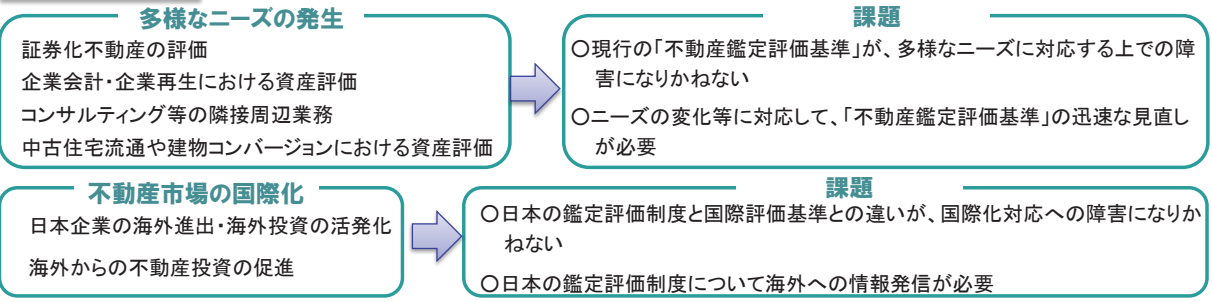 多様なニーズの発生
証券化不動産の評価
企業会計・企業再生における資産評価
コンサルティング等の隣接周辺業務
中古住宅流通や建物コンバージョンにおける資産評価
課題
○現行の「不動産鑑定評価基準」が、多様なニーズに対応する上での障
害になりかねない
○ニーズの変化等に対応して、「不動産鑑定評価基準」の迅速な見直し
が必要
不動産市場の国際化
日本企業の海外進出・海外投資の活発化
海外からの不動産投資の促進
課題
○日本の鑑定評価制度と国際評価基準との違いが、国際化対応への障害になりか
ねない
○日本の鑑定評価制度について海外への情報発信が必要